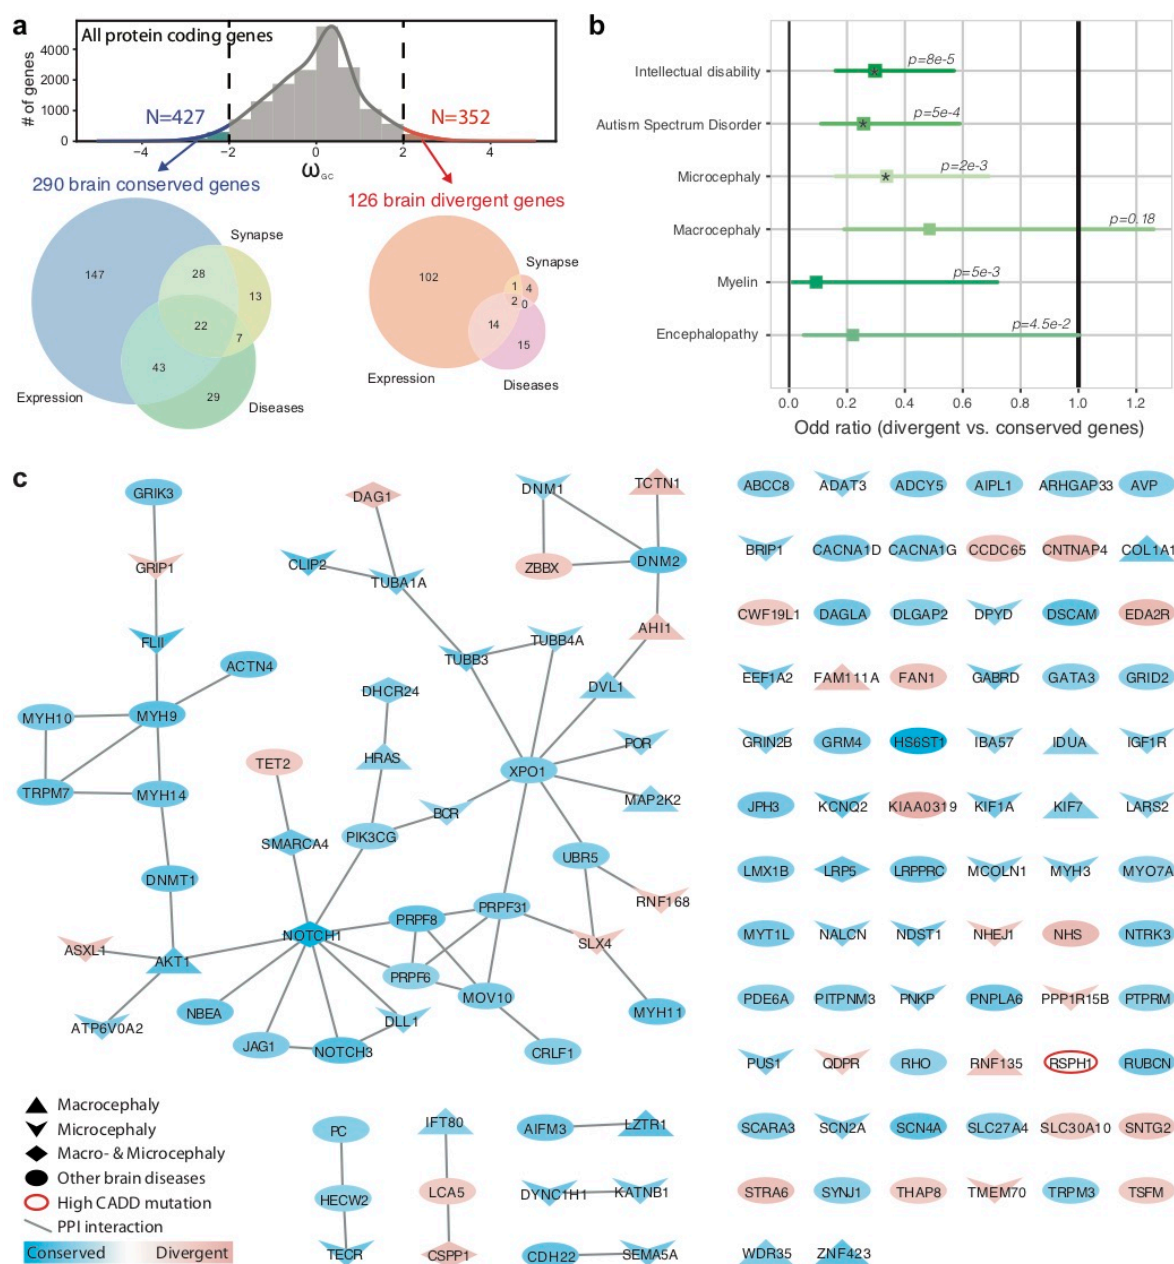 a
All protein coding genes
# of genes
4000
2000
1000
0
N=427
N=352
−4
−2
0
2
4
ωGC
290 brain conserved genes
126 brain divergent genes
Synapse
147
28
13
22
7
43
29
Expression
Diseases
Synapse
102
1
4
2
0
14
15
Expression
Diseases
b
Intellectual disability
p=8e-5
Autism Spectrum Disorder
p=5e-4
Microcephaly
p=2e-3
Macrocephaly
p=0.18
Myelin
p=5e-3
Encephalopathy
p=4.5e-2
0.0
0.2
0.4
0.6
0.8
1.0
1.2
Odd ratio (divergent vs. conserved genes)
c
GRIK3
DAG1
DNM1
TCTN1
GRIP1
CLIP2
TUBA1A
ZBBX
DNM2
FLII
ACTN4
TUBB3
TUBB4A
AHI1
DHCR24
DVL1
MYH10
MYH9
TET2
HRAS
XPO1
POR
TRPM7
MYH14
MAP2K2
SMARCA4
PIK3CG
BCR
DNMT1
UBR5
RNF168
PRPF8
PRPF31
NOTCH1
SLX4
ASXL1
AKT1
PRPF6
MOV10
NBEA
MYH11
ATP6V0A2
DLL1
JAG1
NOTCH3
CRLF1
ABCC8 ADAT3 ADCY5 AIPL1 ARHGAP33 AVP
BRIP1 CACNA1D CACNA1G CCDC65 CNTNAP4 COL1A1
CWF19L1 DAGLA DLGAP2 DPYD DSCAM EDA2R
EEF1A2 FAM111A FAN1 GABRD GATA3 GRID2
GRIN2B GRM4 HS6ST1 IBA57 IDUA IGF1R
JPH3 KCNQ2 KIAA0319 KIF1A KIF7 LARS2
LMX1B LRP5 LRPPRC MCOLN1 MYH3 MYO7A
MYT1L NALCN NDST1 NHEJ1 NHS NTRK3
PDE6A PITPNM3 PNKP PNPLA6 PPP1R15B PTPRM
PUS1 QDPR RHO RNF135 RSPH1 RUBCN
SCARA3 SCN2A SCN4A SLC27A4 SLC30A10 SNTG2
STRA6 SYNJ1 THAP8 TMEM70 TRPM3 TSFM
WDR35 ZNF423
Macrocephaly
Microcephaly
Macro- & Microcephaly
Other brain diseases
High CADD mutation
PPI interaction
Conserved Divergent
PC
HECW2
TECR
IFT80
LCA5
CSPP1
AIFM3
LZTR1
DYNC1H1
KATNB1
CDH22
SEMA5A